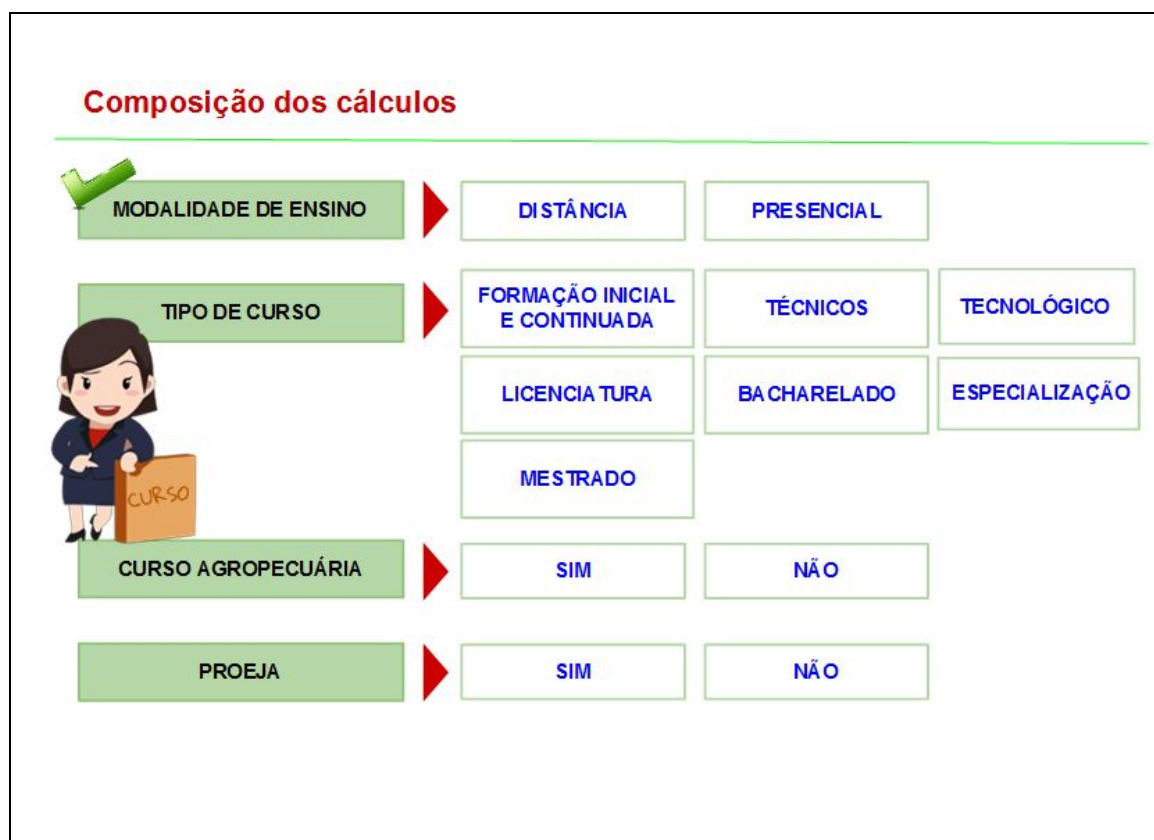 Composição dos cálculos
MODALIDADE DE ENSINO
DISTÂNCIA
PRESENCIAL
TIPO DE CURSO
FORMAÇÃO INICIAL
E CONTINUADA
TÉCNICOS
TECNOLÓGICO
LICENCIATURA
BACHARELADO
ESPECIALIZAÇÃO
MESTRADO
CURSO
CURSO AGROPECUÁRIA
SIM
NÃO
PROEJA
SIM
NÃO